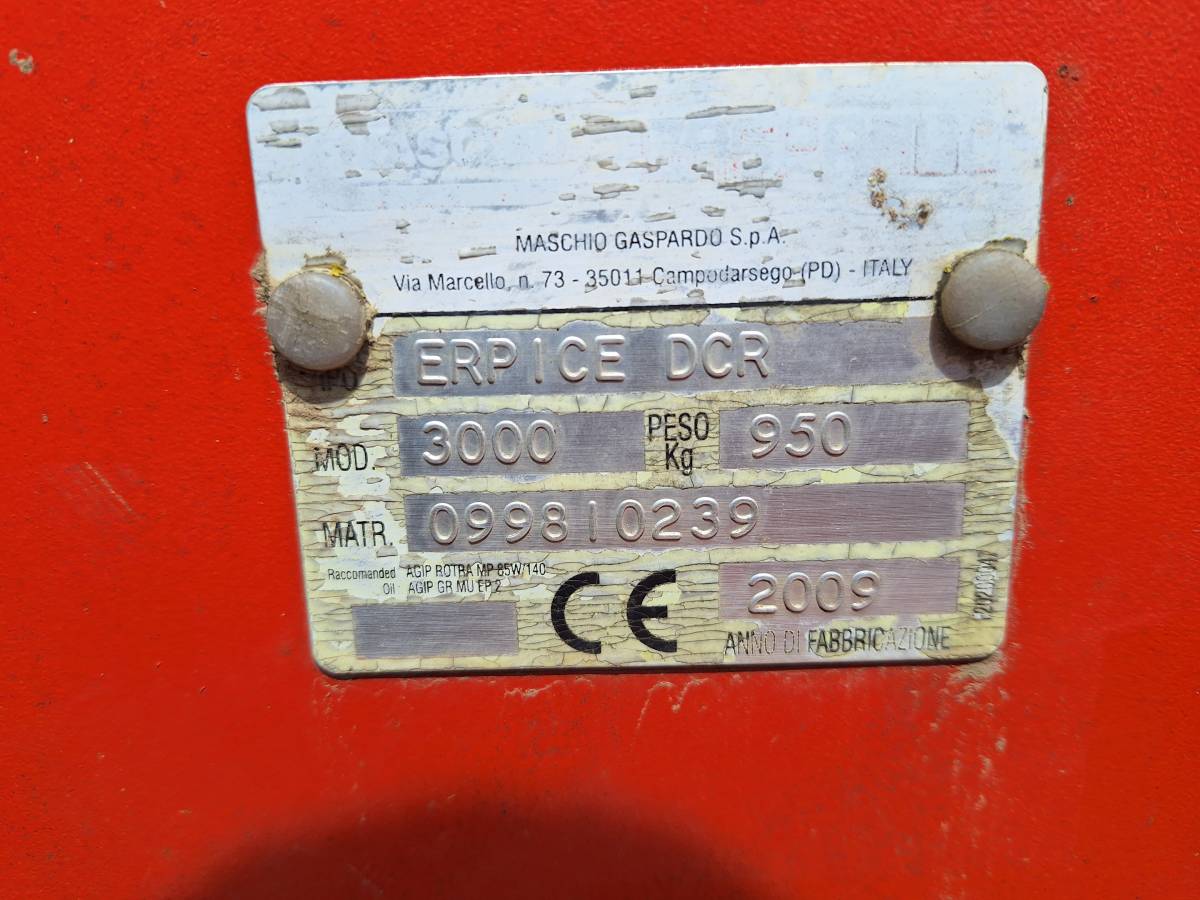 MASCHIO GASPARDO S.p.A.
Via Marcello, n. 73 - 35011 Campodarsego (PD) - ITALY
ERPICE DCR
MOD. 3000 PESO Kg 950
MATR. 099810239
Raccomanded Oil AGIP ROTRA MP 85W/140
AGIP GR MU EP 2
CE 2009
ANNO DI FABBRICAZIONE